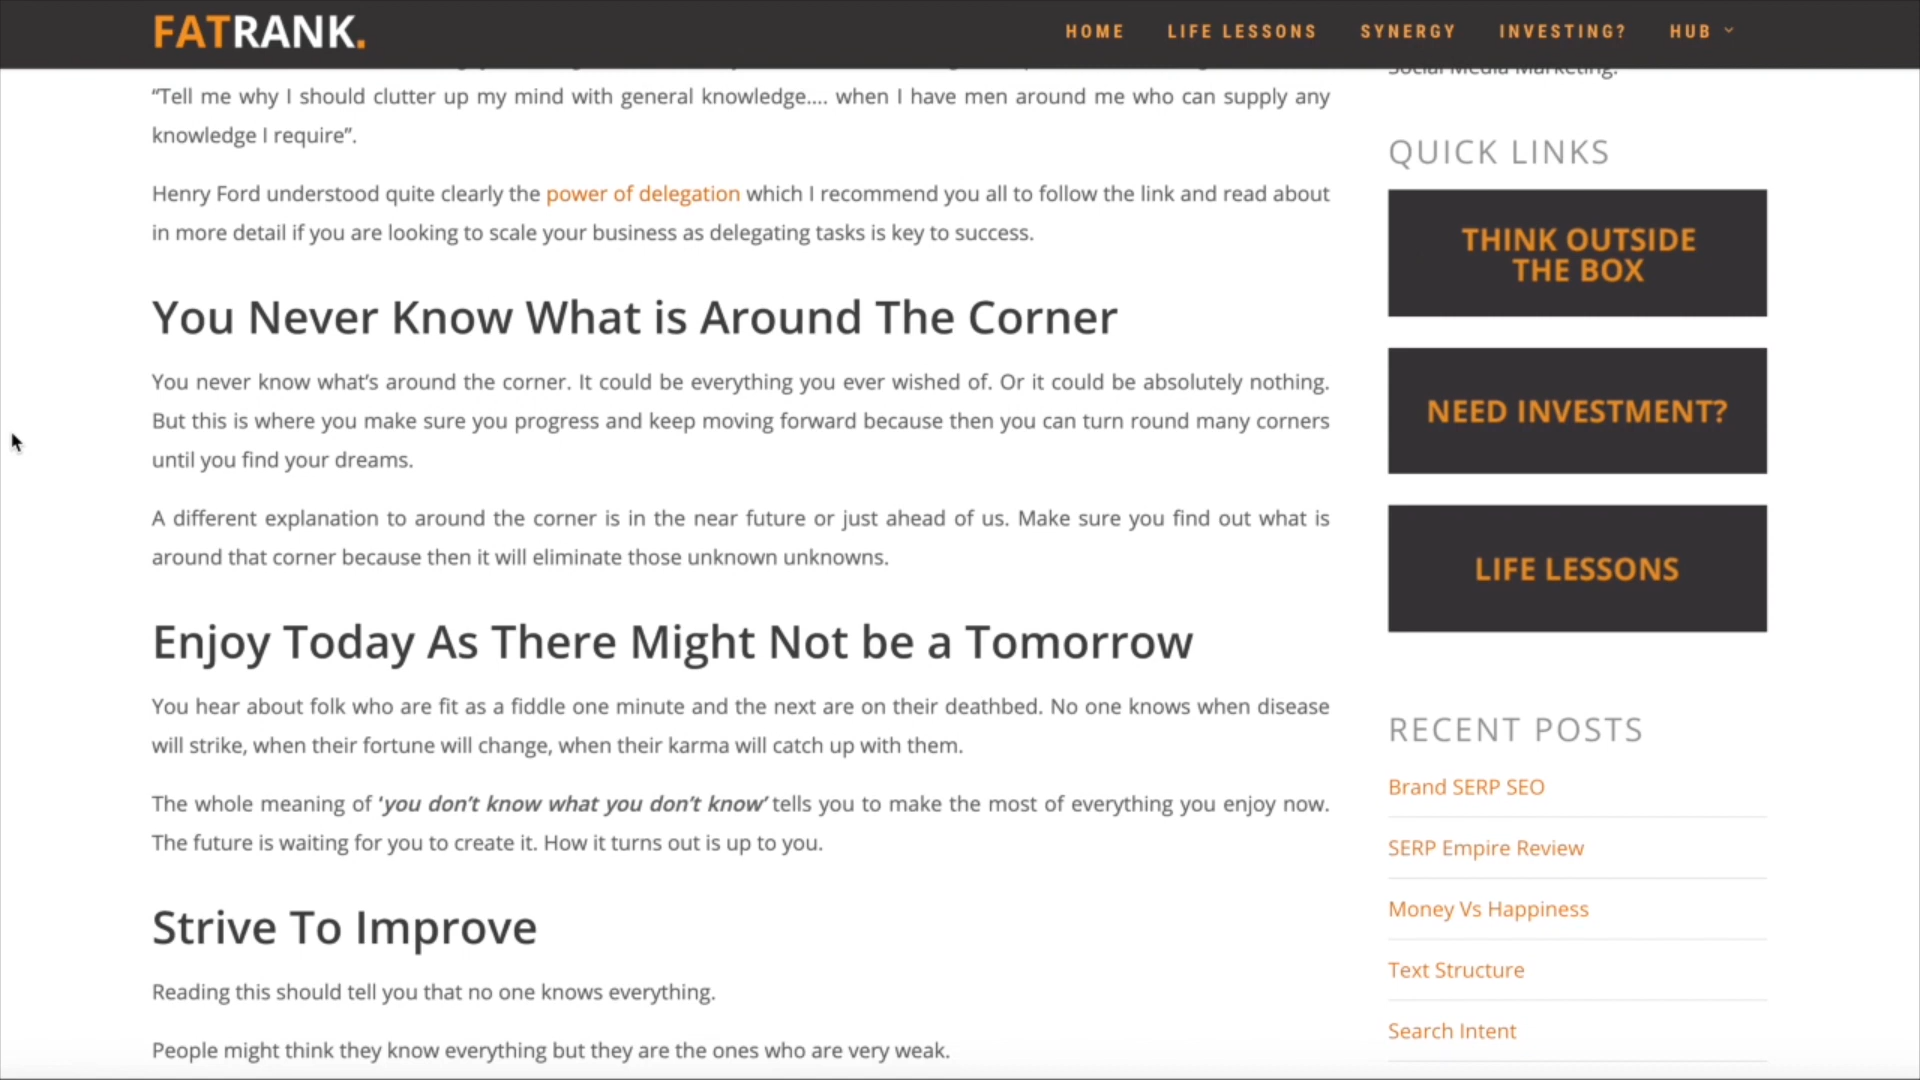 FATRANK.
HOME LIFE LESSONS SYNERGY INVESTING? HUB
“Tell me why I should clutter up my mind with general knowledge.... when I have men around me who can supply any
knowledge I require”.
Henry Ford understood quite clearly the power of delegation which I recommend you all to follow the link and read about
in more detail if you are looking to scale your business as delegating tasks is key to success.
You Never Know What is Around The Corner
You never know what’s around the corner. It could be everything you ever wished of. Or it could be absolutely nothing.
But this is where you make sure you progress and keep moving forward because then you can turn round many corners
until you find your dreams.
A different explanation to around the corner is in the near future or just ahead of us. Make sure you find out what is
around that corner because then it will eliminate those unknown unknowns.
Enjoy Today As There Might Not be a Tomorrow
You hear about folk who are fit as a fiddle one minute and the next are on their deathbed. No one knows when disease
will strike, when their fortune will change, when their karma will catch up with them.
The whole meaning of ‘you don’t know what you don’t know’ tells you to make the most of everything you enjoy now.
The future is waiting for you to create it. How it turns out is up to you.
Strive To Improve
Reading this should tell you that no one knows everything.
People might think they know everything but they are the ones who are very weak.
Social Media Marketing.
QUICK LINKS
THINK OUTSIDE
THE BOX
NEED INVESTMENT?
LIFE LESSONS
RECENT POSTS
Brand SERP SEO
SERP Empire Review
Money Vs Happiness
Text Structure
Search Intent